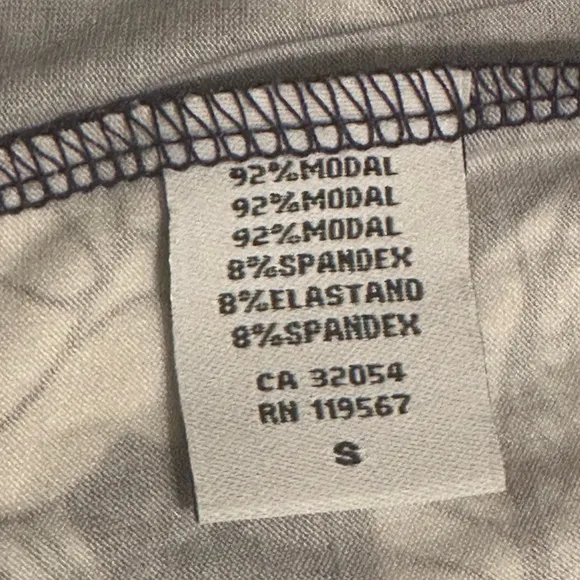 92%MODAL
92%MODAL
92%MODAL
8%SPANDEX
8%ELASTANO
8%SPANDEX
CA 32054
RN 119567
S